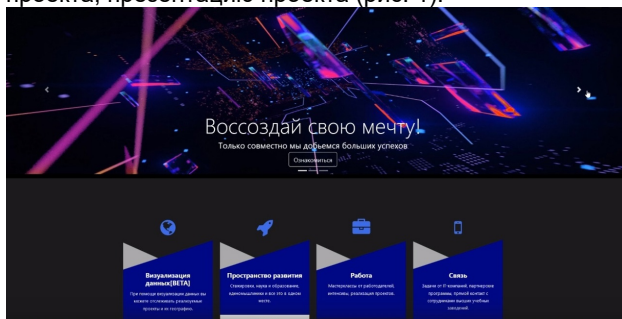 проекта, презентацию проекта (рис. 1).
Воссоздай свою мечту!
Только совместно мы добьемся больших успехов
Ознакомиться
Визуализация
данных[BETA]
При помощи визуализации данных вы
можете отслеживать реализуемые
проекты и их географию.
Пространство развития
Стажировки, наука и образование,
единомышленники и все это в одном
месте.
Работа
Мастерклассы от работодателей,
интенсивы, реализация проектов.
Связь
Задачи от IT-компаний, партнерские
программы, прямой контакт с
сотрудниками высших учебных
заведений